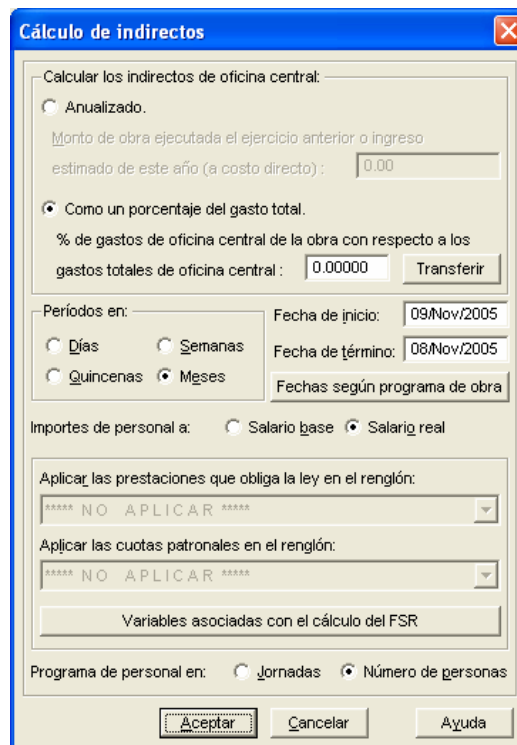 Cálculo de indirectos
Calcular los indirectos de oficina central:
Anualizado.
Monto de obra ejecutada el ejercicio anterior o ingreso
estimado de este año (a costo directo) : 0.00
Como un porcentaje del gasto total.
% de gastos de oficina central de la obra con respecto a los
gastos totales de oficina central : 0.00000 Transferir
Períodos en:
Días Semanas
Quincenas Meses
Fecha de inicio: 09/Nov/2005
Fecha de término: 08/Nov/2005
Fechas según programa de obra
Importes de personal a: Salario base Salario real
Aplicar las prestaciones que obliga la ley en el renglón:
***** NO APLICAR *****
Aplicar las cuotas patronales en el renglón:
***** NO APLICAR *****
Variables asociadas con el cálculo del FSR
Programa de personal en: Jornadas Número de personas
Aceptar Cancelar Ayuda